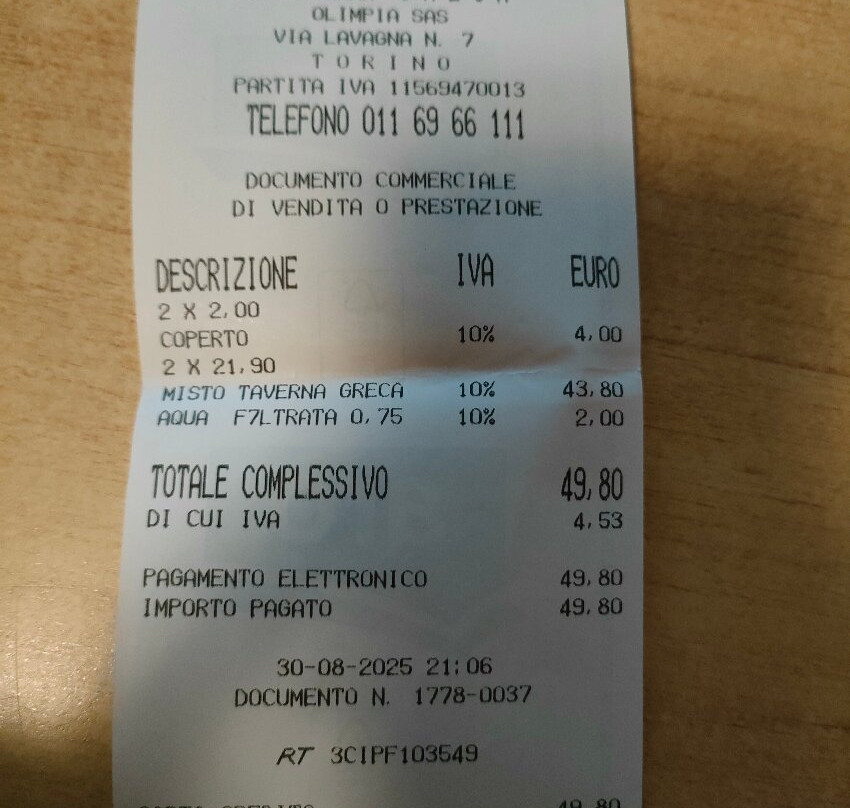 OLIMPIA SAS
VIA LAVAGNA N. 7
T O R I N O
PARTITA IVA 11569470013
TELEFONO 011 69 66 111
DOCUMENTO COMMERCIALE
DI VENDITA O PRESTAZIONE
DESCRIZIONE IVA EURO
2 X 2,00
COPERTO 10% 4,00
2 X 21,90
MISTO TAVERNA GRECA 10% 43,80
AQUA F7LTRATA 0,75 10% 2,00
TOTALE COMPLESSIVO 49,80
DI CUI IVA 4,53
PAGAMENTO ELETTRONICO 49,80
IMPORTO PAGATO 49,80
30-08-2025 21:06
DOCUMENTO N. 1778-0037
RT 3CIPF103549
49,80